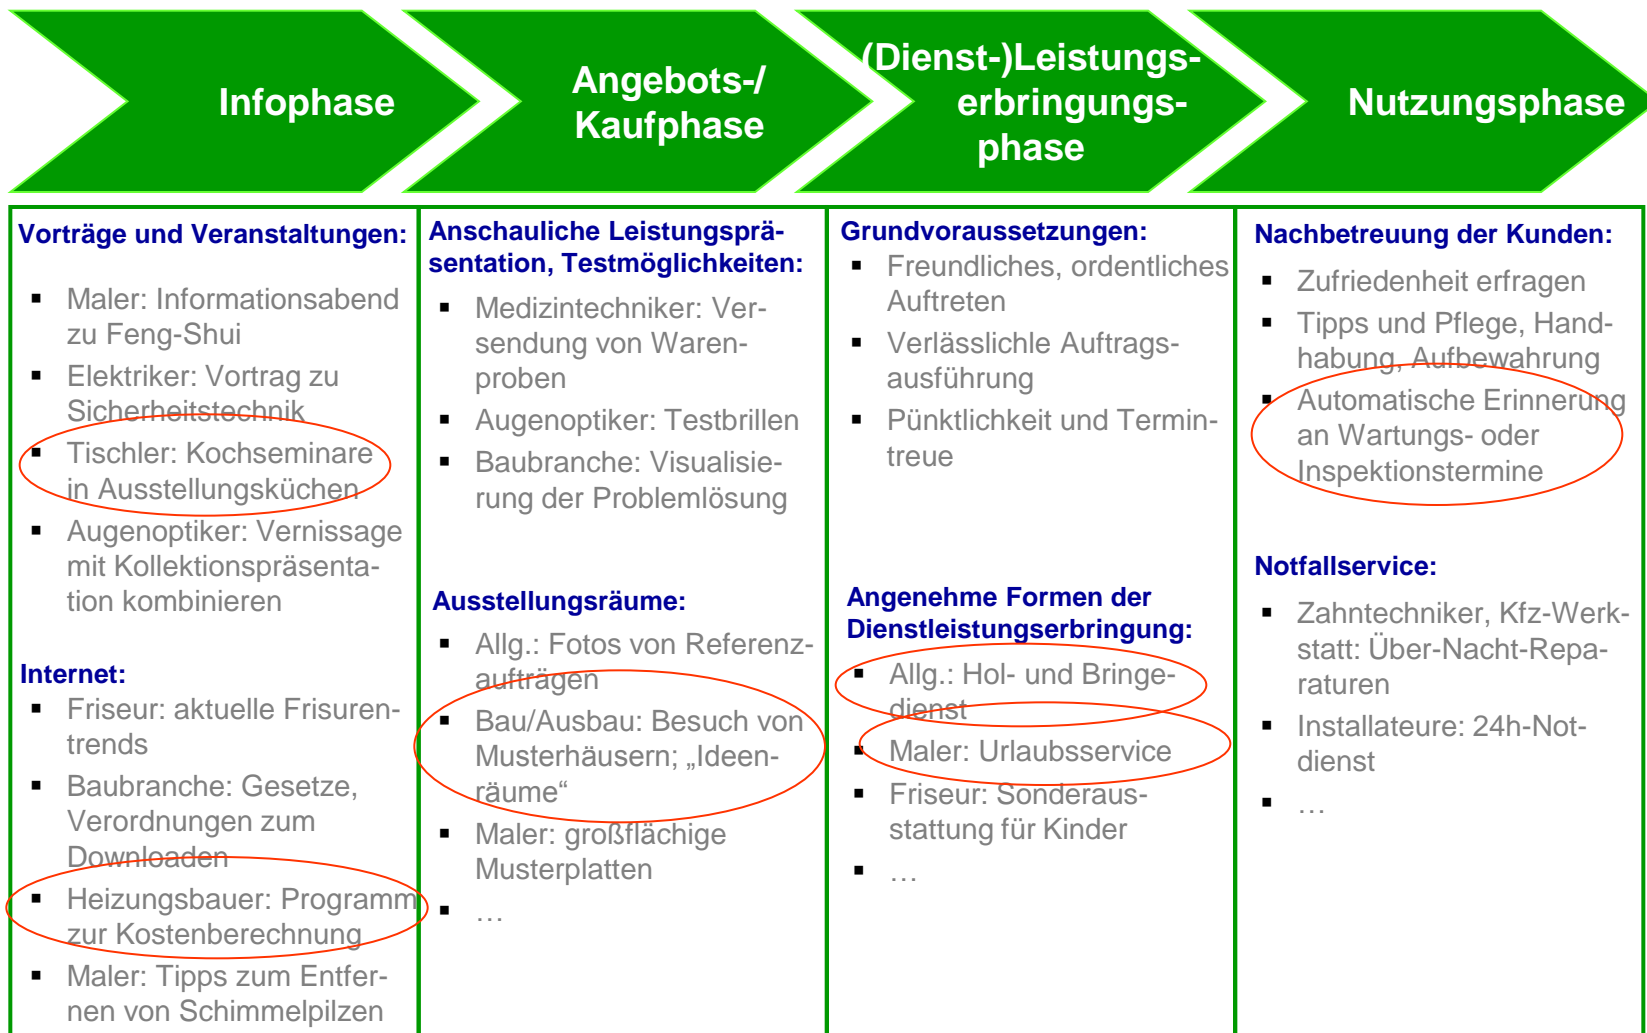 Infophase
Angebots-/
Kaufphase
(Dienst-)Leistungs-
erbringungs-
phase
Nutzungsphase
Vorträge und Veranstaltungen:
▪ Maler: Informationsabend
zu Feng-Shui
▪ Elektriker: Vortrag zu
Sicherheitstechnik
▪ Tischler: Kochseminare
in Ausstellungsküchen
▪ Augenoptiker: Vernissage
mit Kollektionspräsenta-
tion kombinieren
Internet:
▪ Friseur: aktuelle Frisuren-
trends
▪ Baubranche: Gesetze,
Verordnungen zum
Downloaden
▪ Heizungsbauer: Programm
zur Kostenberechnung
▪ Maler: Tipps zum Entfer-
nen von Schimmelpilzen
Anschauliche Leistungsprä-
sentation, Testmöglichkeiten:
▪ Medizintechniker: Ver-
sendung von Waren-
proben
▪ Augenoptiker: Testbrillen
▪ Baubranche: Visualisie-
rung der Problemlösung
Ausstellungsräume:
▪ Allg.: Fotos von Referenz-
aufträgen
▪ Bau/Ausbau: Besuch von
Musterhäusern; „Ideen-
räume“
▪ Maler: großflächige
Musterplatten
▪ …
Grundvoraussetzungen:
▪ Freundliches, ordentliches
Auftreten
▪ Verlässlichle Auftrags-
ausführung
▪ Pünktlichkeit und Termin-
treue
Angenehme Formen der
Dienstleistungserbringung:
▪ Allg.: Hol- und Bringe-
dienst
▪ Maler: Urlaubsservice
▪ Friseur: Sonderaus-
stattung für Kinder
▪ …
Nachbetreuung der Kunden:
▪ Zufriedenheit erfragen
▪ Tipps und Pflege, Hand-
habung, Aufbewahrung
▪ Automatische Erinnerung
an Wartungs- oder
Inspektionstermine
Notfallservice:
▪ Zahntechniker, Kfz-Werk-
statt: Über-Nacht-Repa-
raturen
▪ Installateure: 24h-Not-
dienst
▪ …